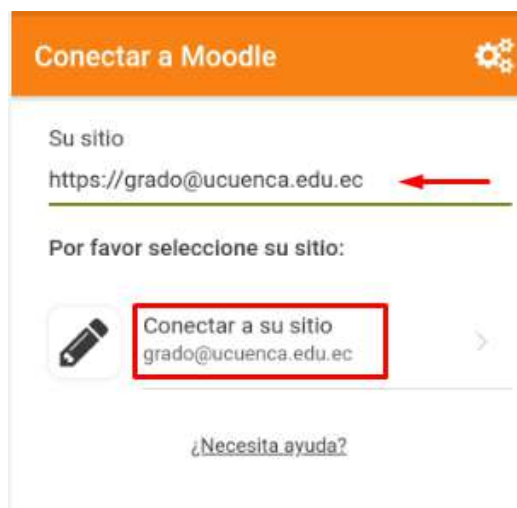 Conectar a Moodle
Su sitio
https://grado@ucuenca.edu.ec
Por favor seleccione su sitio:
Conectar a su sitio
grado@ucuenca.edu.ec
¿Necesita ayuda?